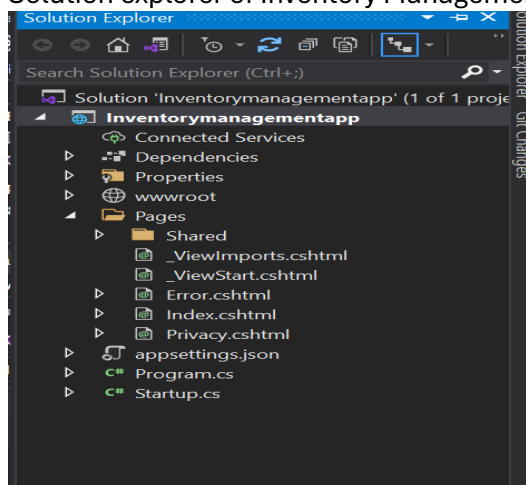 Solution explorer of Inventory Manageme
Solution Explorer
Search Solution Explorer (Ctrl+;)
Solution 'Inventorymanagementapp' (1 of 1 proje
Inventorymanagementapp
Connected Services
Dependencies
Properties
wwwroot
Pages
Shared
_ViewImports.cshtml
_ViewStart.cshtml
Error.cshtml
Index.cshtml
Privacy.cshtml
appsettings.json
C# Program.cs
C# Startup.cs
Solution Explorer
Git Changes